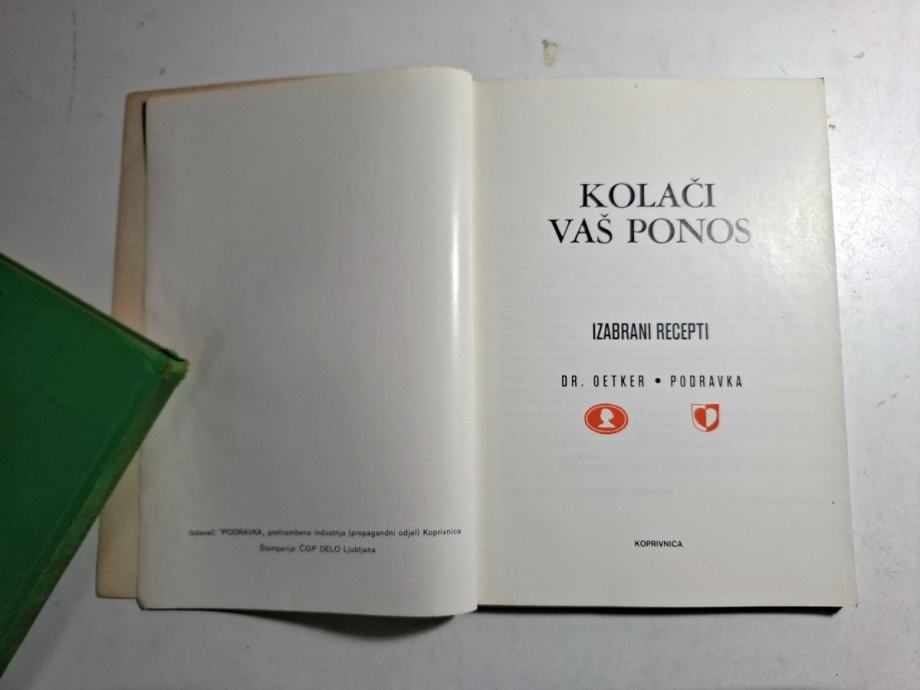 Izdavač: "PODRAVKA, prehrambena industrija (propagandni odjel) Koprivnica
Štamparija: ČGP DELO Ljubljana
KOLAČI
VAŠ PONOS
IZABRANI RECEPTI
DR. OETKER • PODRAVKA
KOPRIVNICA